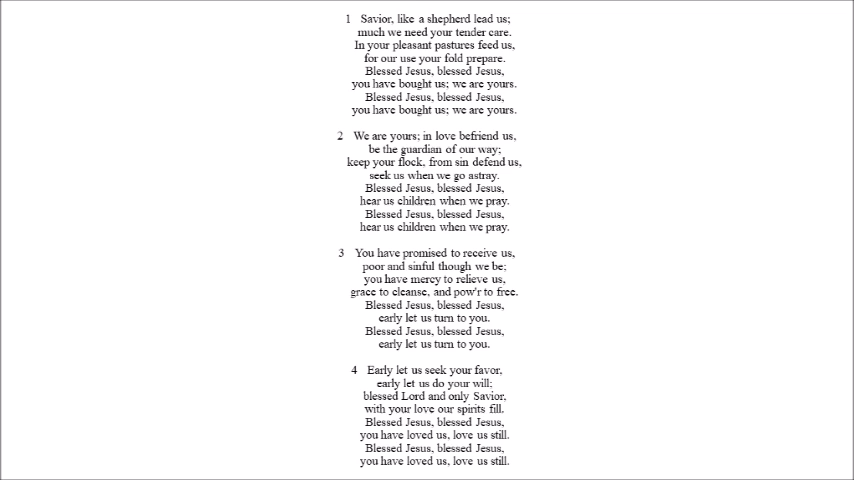 1 Savior, like a shepherd lead us;
much we need your tender care.
In your pleasant pastures feed us,
for our use your fold prepare.
Blessed Jesus, blessed Jesus,
you have bought us; we are yours.
Blessed Jesus, blessed Jesus,
you have bought us; we are yours.
2 We are yours; in love befriend us,
be the guardian of our way;
keep your flock, from sin defend us,
seek us when we go astray.
Blessed Jesus, blessed Jesus,
hear us children when we pray.
Blessed Jesus, blessed Jesus,
hear us children when we pray.
3 You have promised to receive us,
poor and sinful though we be;
you have mercy to relieve us,
grace to cleanse, and pow'r to free.
Blessed Jesus, blessed Jesus,
early let us turn to you.
Blessed Jesus, blessed Jesus,
early let us turn to you.
4 Early let us seek your favor,
early let us do your will;
blessed Lord and only Savior,
with your love our spirits fill.
Blessed Jesus, blessed Jesus,
you have loved us, love us still.
Blessed Jesus, blessed Jesus,
you have loved us, love us still.